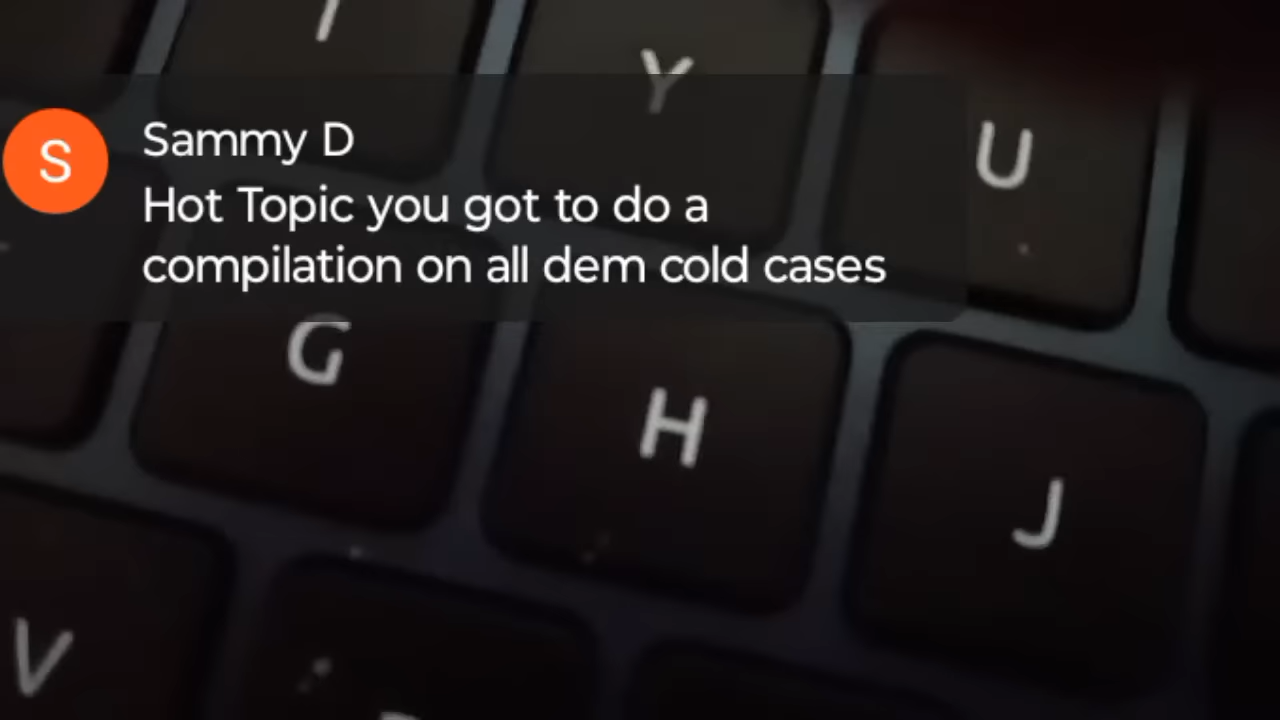 Y
U
S
Sammy D
Hot Topic you got to do a
compilation on all dem cold cases
G
H
J
V